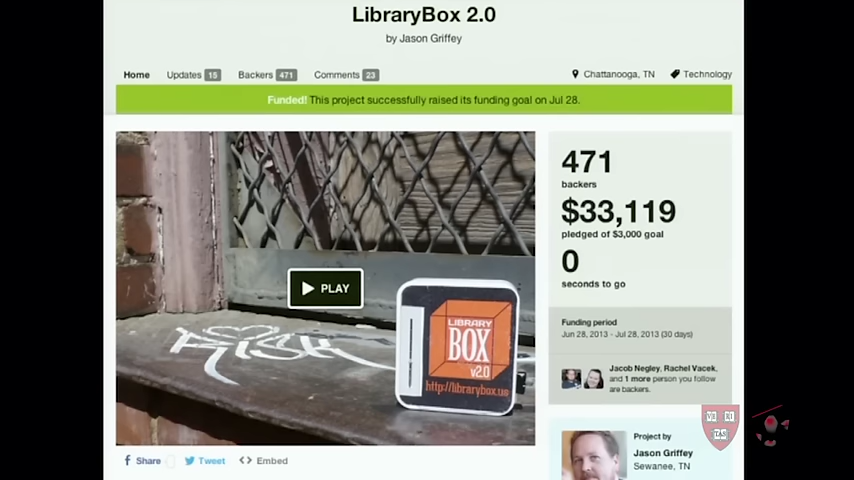 LibraryBox 2.0
by Jason Griffey
Home Updates 15 Backers 471 Comments 23
Chattanooga, TN Technology
Funded! This project successfully raised its funding goal on Jul 28.
471
backers
$33,119
pledged of $3,000 goal
0
seconds to go
PLAY
RISK
LIBRARY
BOX
v2.0
http://librarybox.us
Funding period
Jun 28, 2013 - Jul 28, 2013 (30 days)
Jacob Negley, Rachel Vacek,
and 1 more person you follow
are backers.
VE RI
TAS
Project by
Jason Griffey
Sewanee, TN
Share Tweet Embed